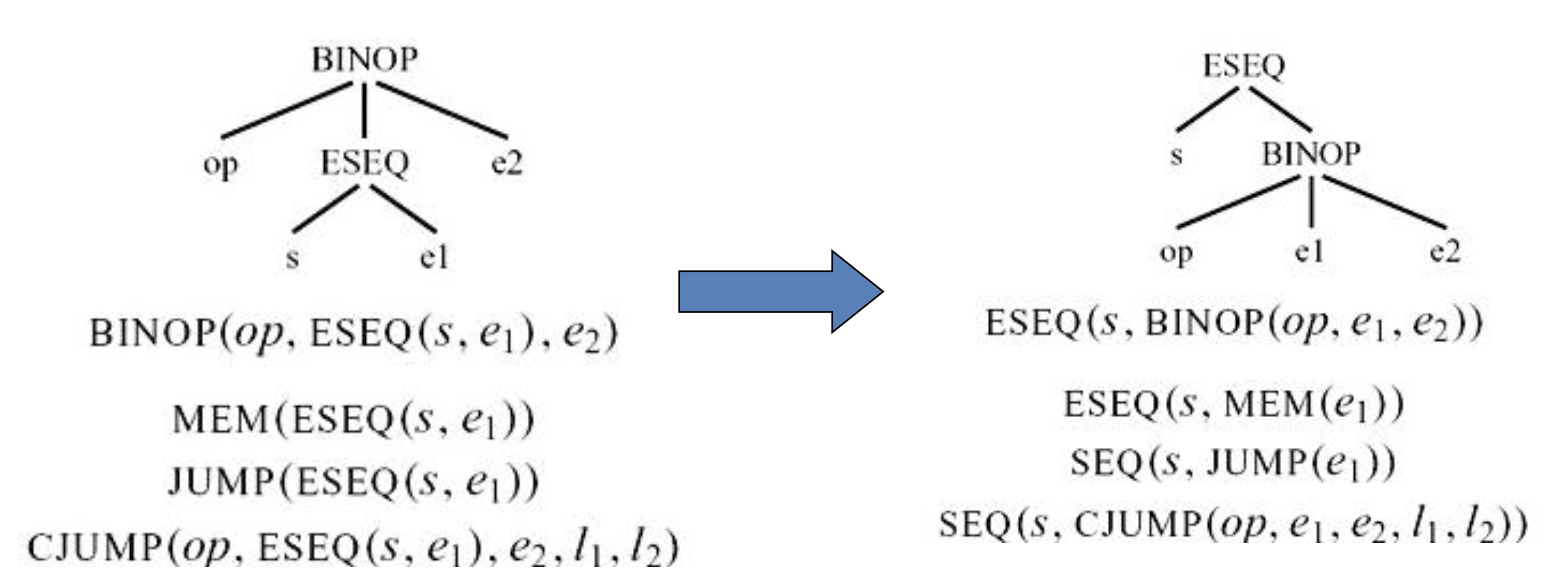 BINOP
op ESEQ e2
s e1
BINOP(op, ESEQ(s, e₁), e₂)
MEM(ESEQ(s, e₁))
JUMP(ESEQ(s, e₁))
CJUMP(op, ESEQ(s, e₁), e₂, l₁, l₂)
ESEQ
s BINOP
op e1 e2
ESEQ(s, BINOP(op, e₁, e₂))
ESEQ(s, MEM(e₁))
SEQ(s, JUMP(e₁))
SEQ(s, CJUMP(op, e₁, e₂, l₁, l₂))